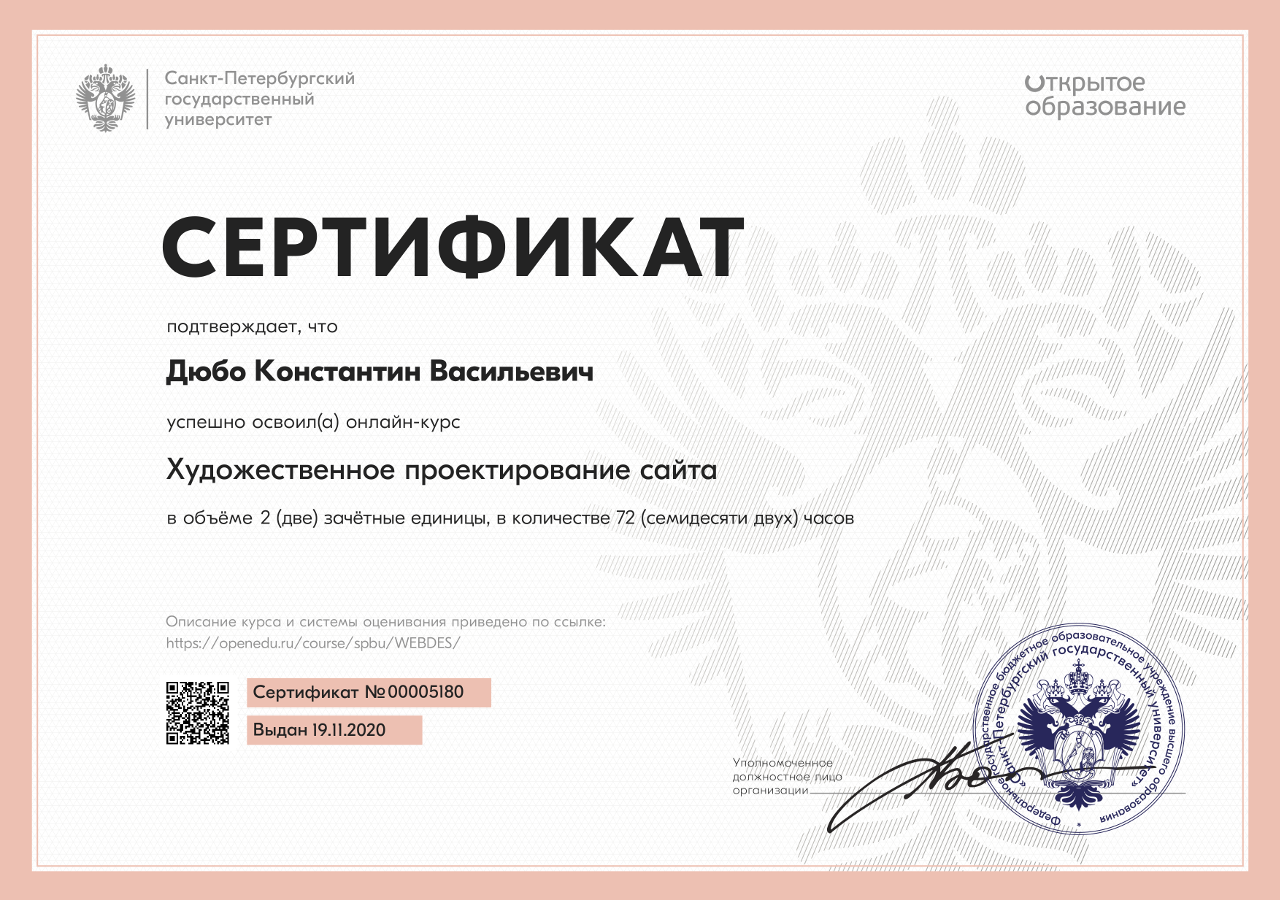 Санкт-Петербургский
государственный
университет
Открытое
образование
СЕРТИФИКАТ
подтверждает, что
Дюбо Константин Васильевич
успешно освоил(а) онлайн-курс
Художественное проектирование сайта
в объёме 2 (две) зачётные единицы, в количестве 72 (семидесяти двух) часов
Описание курса и системы оценивания приведено по ссылке:
https://openedu.ru/course/spbu/WEBDES/
Сертификат №00005180
Выдан 19.11.2020
Уполномоченное
должностное лицо
организации
Федеральное государственное бюджетное образовательное учреждение высшего образования *
«Санкт-Петербургский государственный университет»